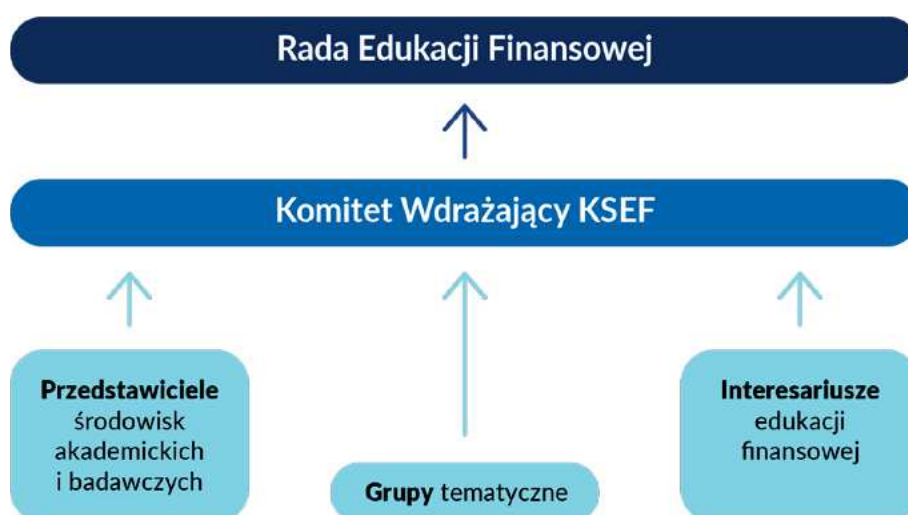 Rada Edukacji Finansowej
Komitet Wdrażający KSEF
Przedstawiciele
środowisk
akademickich
i badawczych
Grupy tematyczne
Interesariusze
edukacji
finansowej